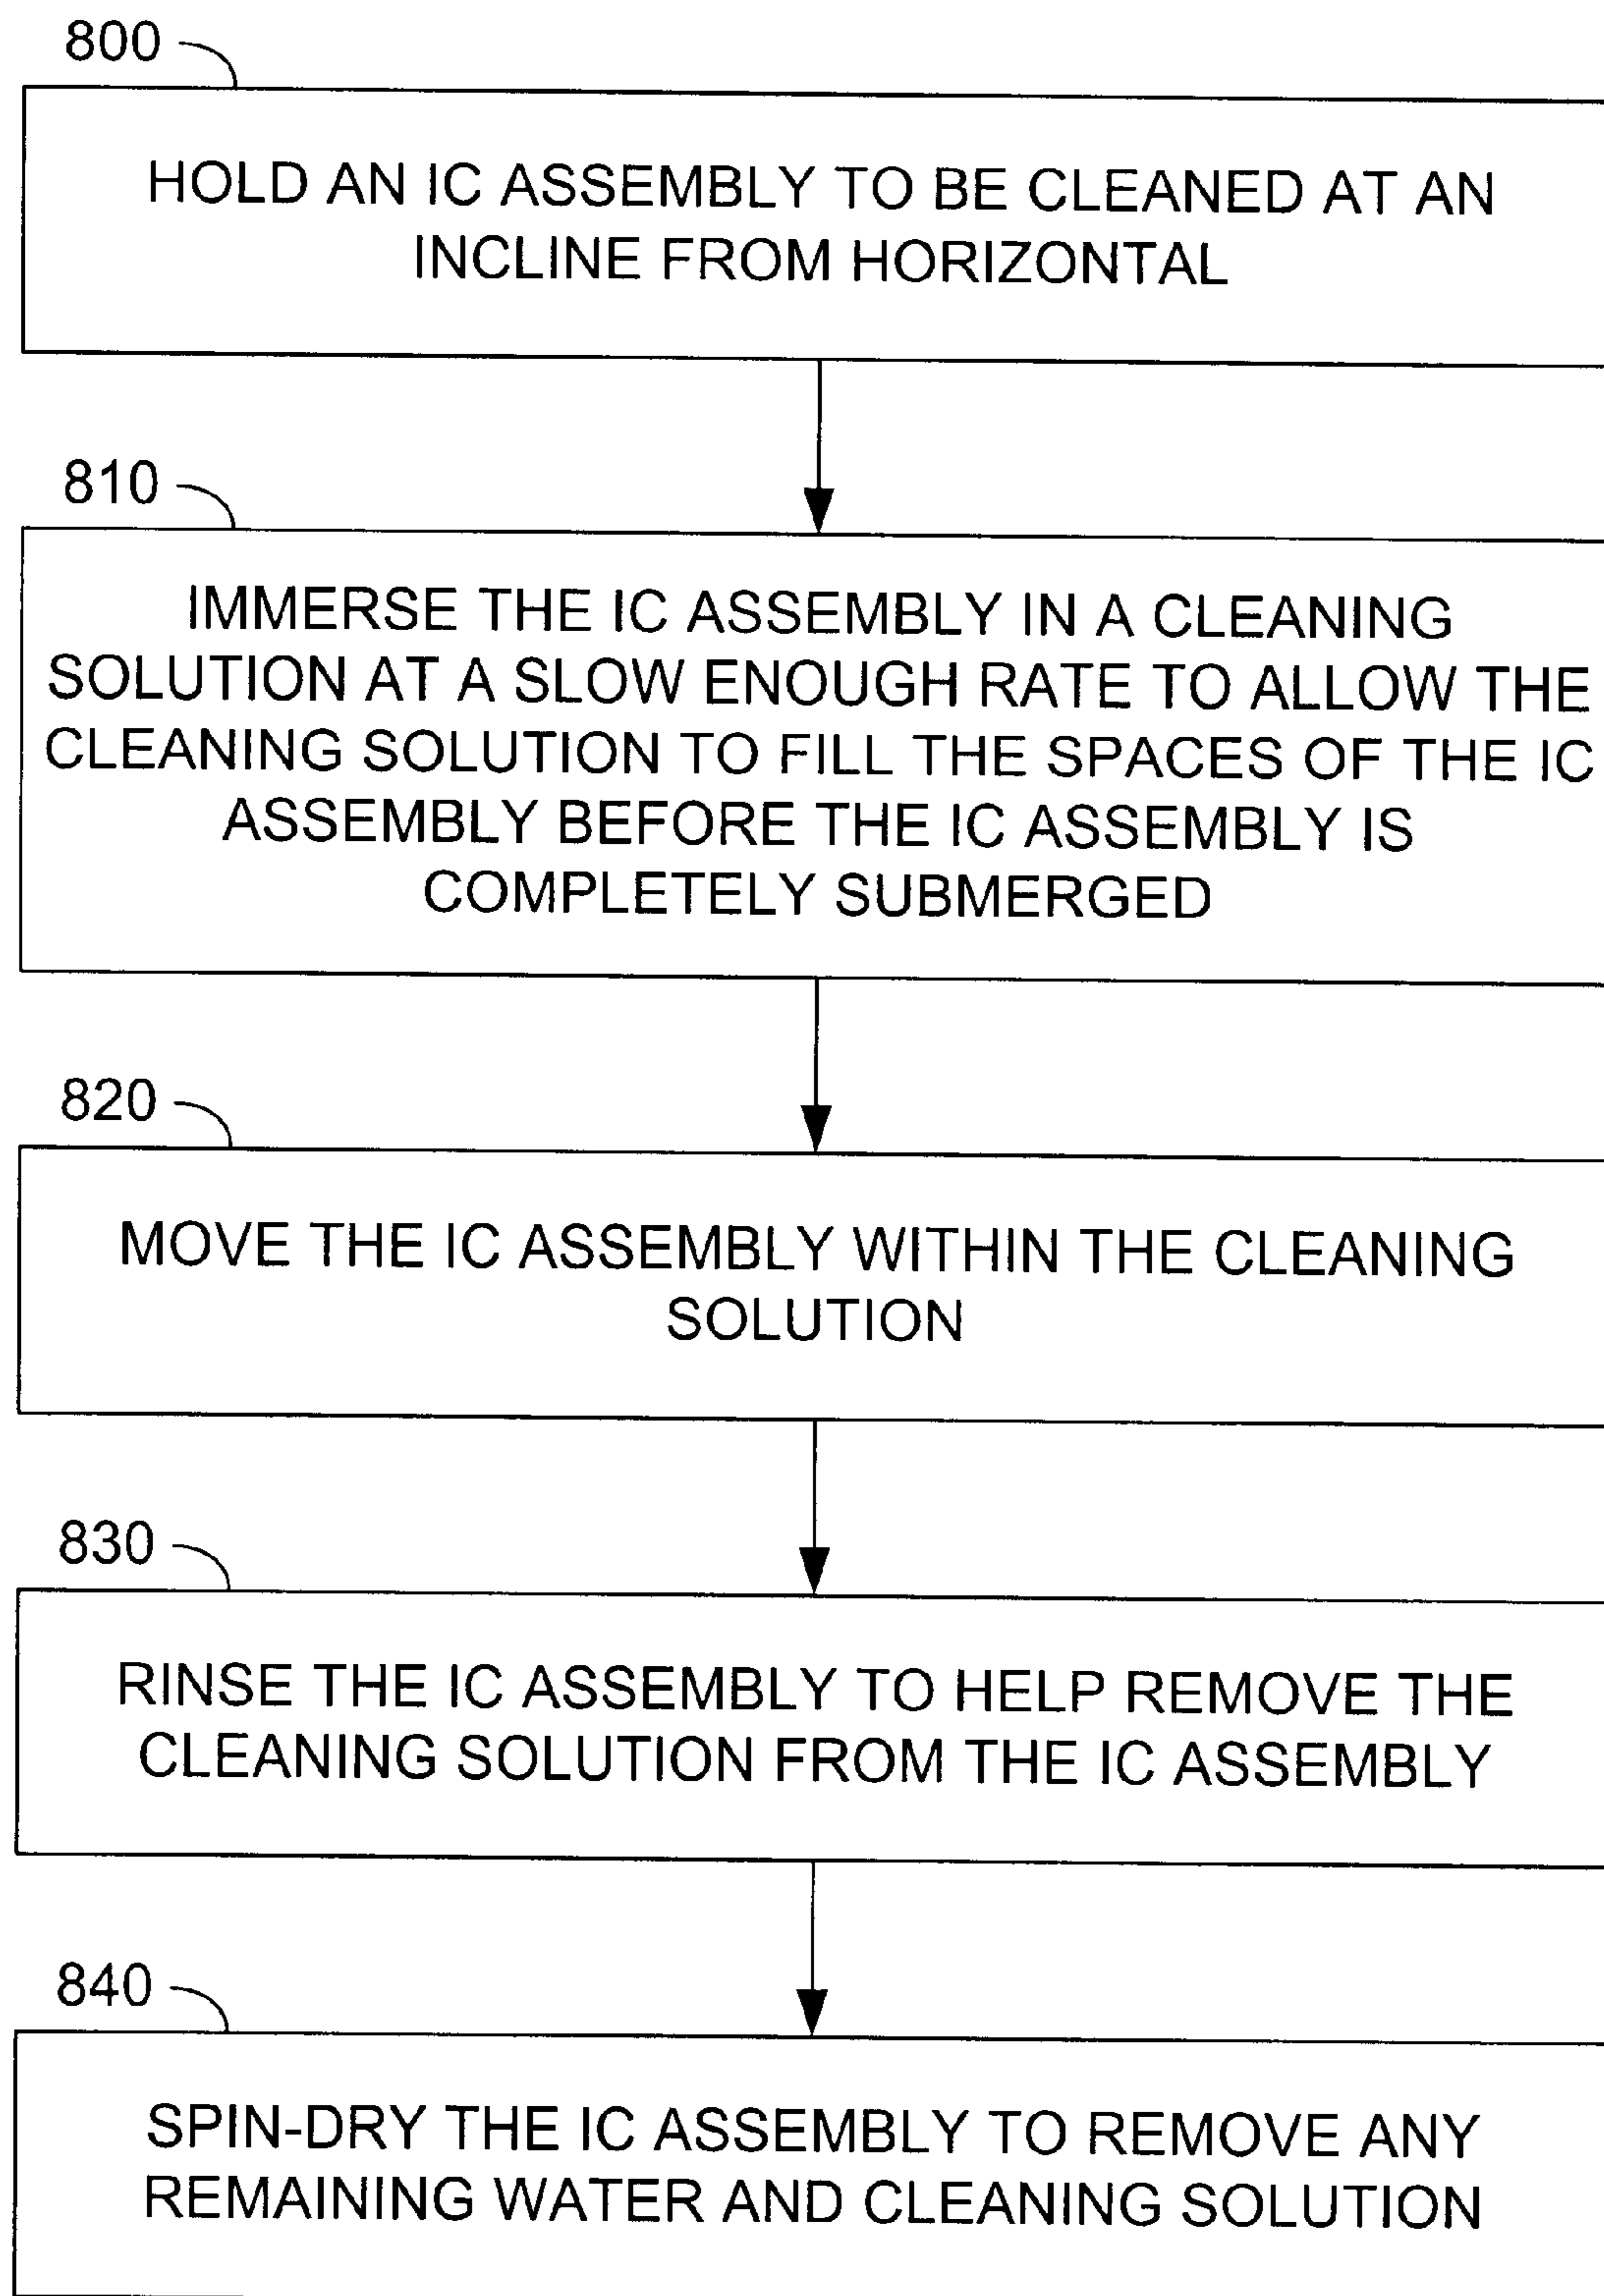 800
HOLD AN IC ASSEMBLY TO BE CLEANED AT AN
INCLINE FROM HORIZONTAL
810
IMMERSE THE IC ASSEMBLY IN A CLEANING
SOLUTION AT A SLOW ENOUGH RATE TO ALLOW THE
CLEANING SOLUTION TO FILL THE SPACES OF THE IC
ASSEMBLY BEFORE THE IC ASSEMBLY IS
COMPLETELY SUBMERGED
820
MOVE THE IC ASSEMBLY WITHIN THE CLEANING
SOLUTION
830
RINSE THE IC ASSEMBLY TO HELP REMOVE THE
CLEANING SOLUTION FROM THE IC ASSEMBLY
840
SPIN-DRY THE IC ASSEMBLY TO REMOVE ANY
REMAINING WATER AND CLEANING SOLUTION